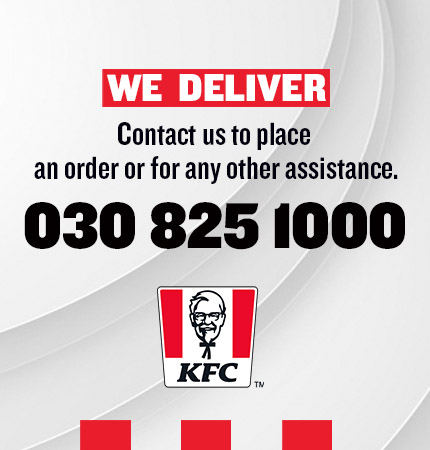 WE DELIVER
Contact us to place
an order or for any other assistance.
030 825 1000
KFC
TM